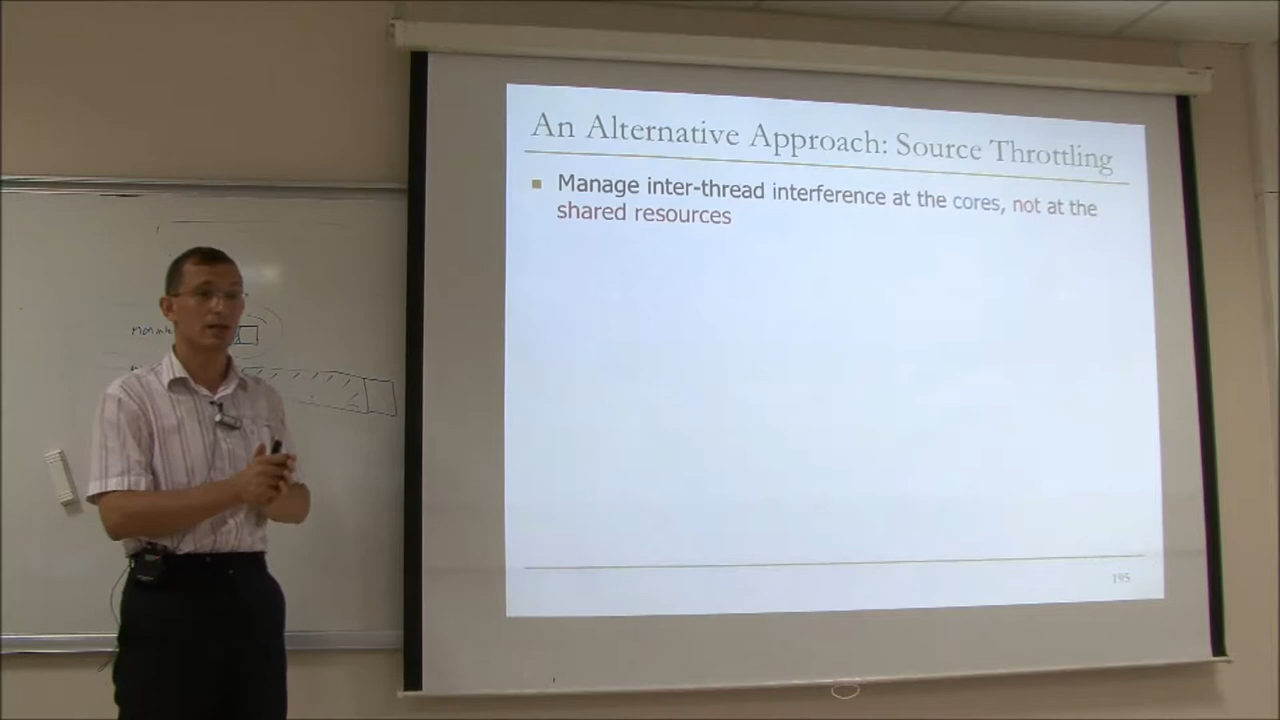 An Alternative Approach: Source Throttling
Manage inter-thread interference at the cores, not at the
shared resources
195